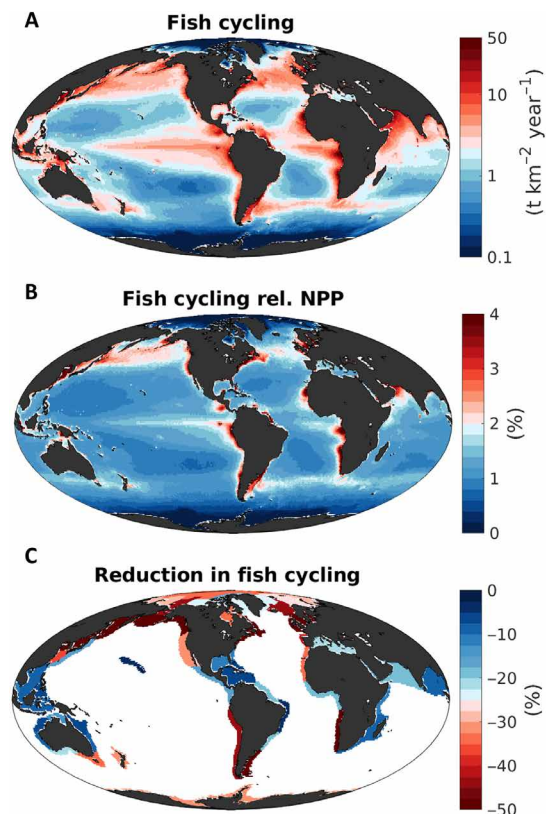 A
Fish cycling
50
10
1
0.1
(t km⁻² year⁻¹)
B
Fish cycling rel. NPP
4
3
2
1
0
(%)
C
Reduction in fish cycling
0
−10
−20
−30
−40
−50
(%)